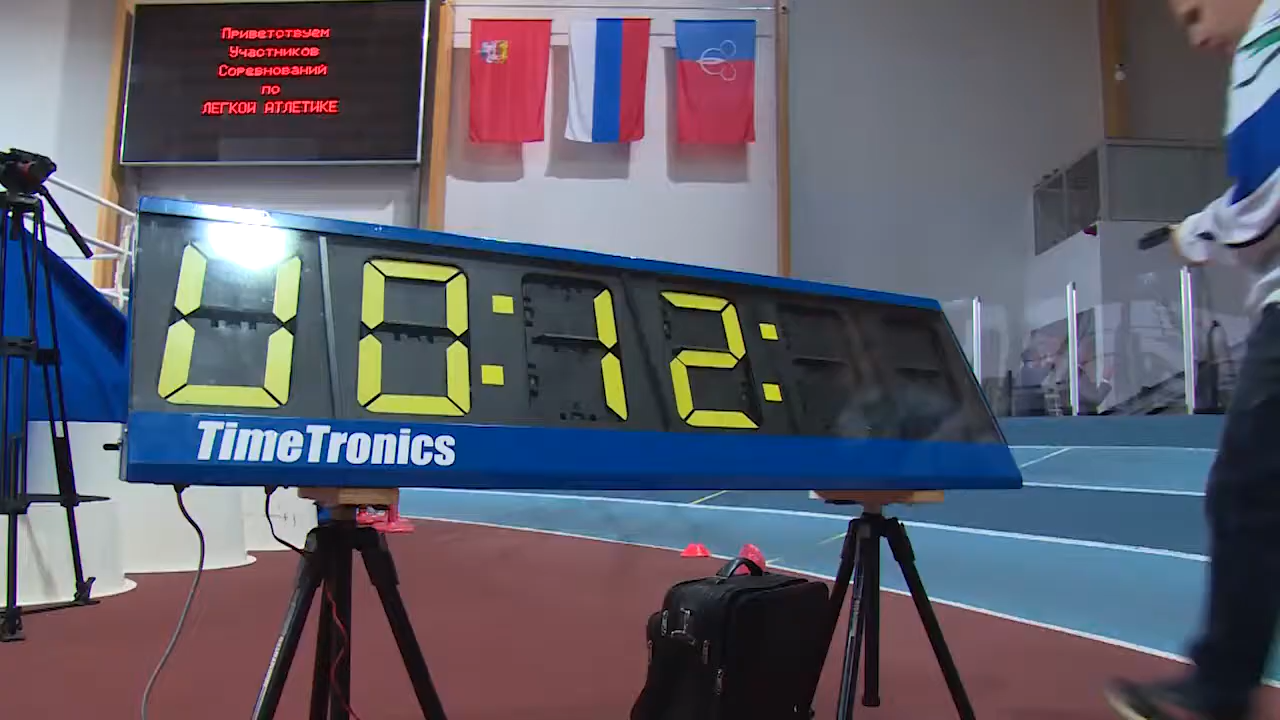 Приветствуем
Участников
Соревнований
по
ЛЕГКОЙ АТЛЕТИКЕ
00:12:
TimeTronics